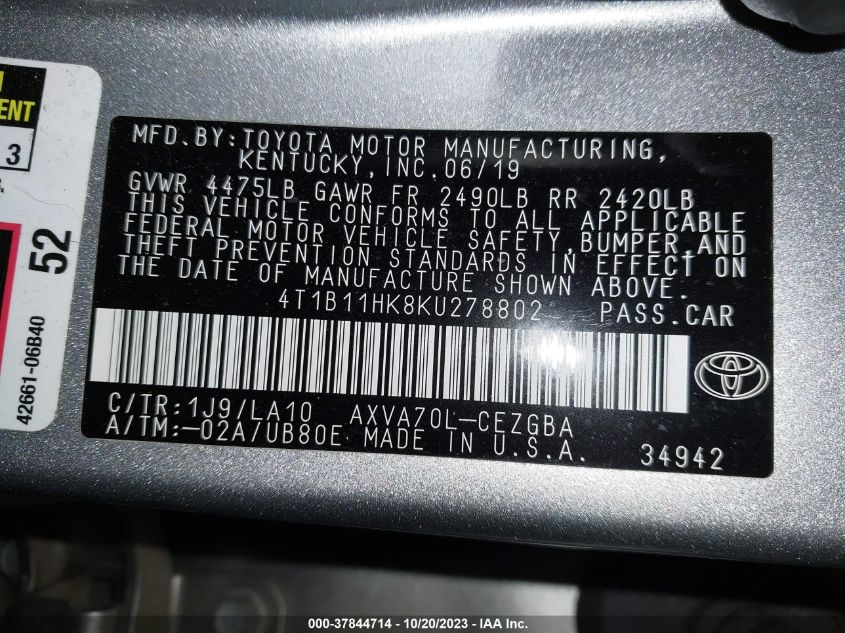 MFD.BY:TOYOTA MOTOR MANUFACTURING,
KENTUCKY, INC.06/19
GVWR 4475LB GAWR FR 2490LB RR 2420LB
THIS VEHICLE CONFORMS TO ALL APPLICABLE
FEDERAL MOTOR VEHICLE SAFETY,BUMPER,AND
THEFT PREVENTION STANDARDS IN EFFECT ON
THE DATE OF MANUFACTURE SHOWN ABOVE.
4T1B11HK8KU278802 PASS.CAR
C/TR:1J9/LA10 AXVA70L-CEZGBA
A/TM:-02A/UB80E MADE IN U.S.A. 34942
3
52
42661-06B40
000-37844714 - 10/20/2023 - IAA Inc.